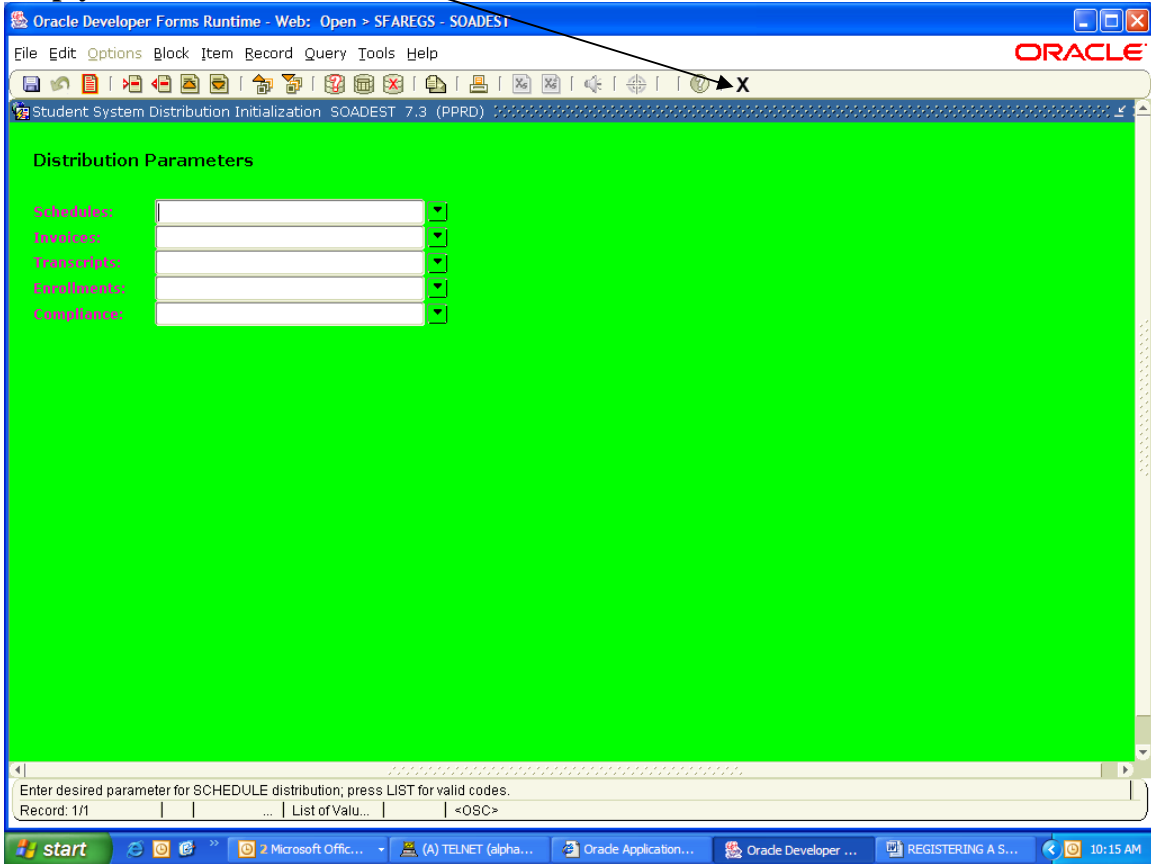 Oracle Developer Forms Runtime - Web: Open > SFAREGS - SOADEST
File Edit Options Block Item Record Query Tools Help
ORACLE
X
Student System Distribution Initialization SOADEST 7.3 (PPRD)
Distribution Parameters
Schedules:
Invoices:
Transcripts:
Enrollments:
Compliance:
Enter desired parameter for SCHEDULE distribution; press LIST for valid codes.
Record: 1/1 ... List of Valu... <OSC>
start 2 Microsoft Offic... (A) TELNET (alpha... Oracle Application... Oracle Developer ... REGISTERING A S... 10:15 AM